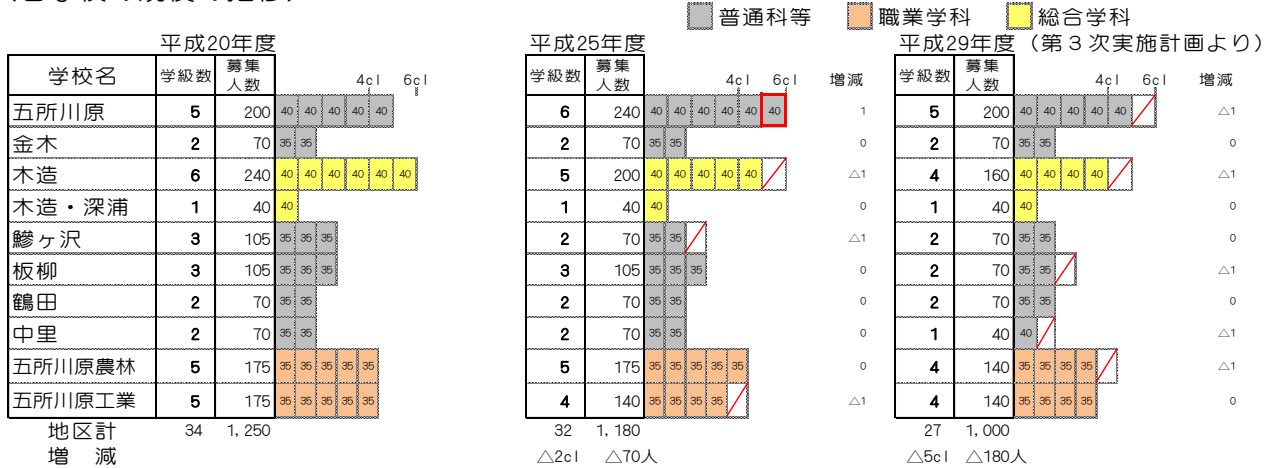 普通科等 職業学科 総合学科
平成20年度 平成25年度 平成29年度（第３次実施計画より）
学校名 学級数 募集人数 4cl 6cl 学級数 募集人数 4cl 6cl 増減 学級数 募集人数 4cl 6cl 増減
五所川原 5 200 40 40 40 40 40 6 240 40 40 40 40 40 40 1 5 200 40 40 40 40 40 △1
金木 2 70 35 35 2 70 35 35 0 2 70 35 35 0
木造 6 240 40 40 40 40 40 40 5 200 40 40 40 40 40 △1 4 160 40 40 40 40 △1
木造・深浦 1 40 40 1 40 40 0 1 40 40 0
鰺ヶ沢 3 105 35 35 35 2 70 35 35 △1 2 70 35 35 0
板柳 3 105 35 35 35 3 105 35 35 35 0 2 70 35 35 △1
鶴田 2 70 35 35 2 70 35 35 0 2 70 35 35 0
中里 2 70 35 35 2 70 35 35 0 1 40 40 △1
五所川原農林 5 175 35 35 35 35 35 5 175 35 35 35 35 35 0 4 140 35 35 35 35 △1
五所川原工業 5 175 35 35 35 35 35 4 140 35 35 35 35 △1 4 140 35 35 35 35 0
地区計 34 1,250 32 1,180 27 1,000
増 減 △2cl △70人 △5cl △180人